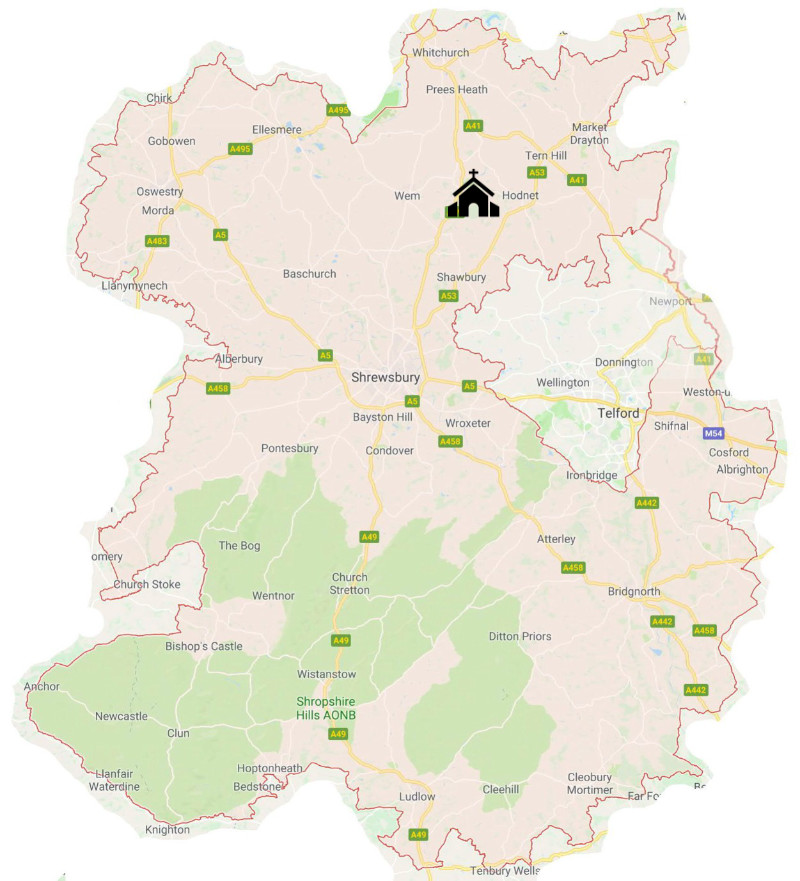 M
Whitchurch
Prees Heath
Chirk
A495
Ellesmere
A41
Market
Drayton
Gobowen
A495
Tern Hill
A53
A41
Oswestry
Wem
Hodnet
Morda
A5
A483
Baschurch
Shawbury
Llanymynech
A53
Newport
Alberbury
A5
Donnington
A41
Shrewsbury
A5
Wellington
A458
Weston-u
A5
Bayston Hill
Wroxeter
Telford
Shifnal
M54
A458
Pontesbury
Condover
Cosford
Albrighton
Ironbridge
A442
A49
Atterley
omery
The Bog
A458
Church
Stretton
Church Stoke
Wentnor
Bridgnorth
A442
A458
Ditton Priors
A49
Bishop's Castle
Wistanstow
Anchor
A442
Shropshire
Hills AONB
Newcastle
Clun
A49
Hoptonheath
Llanfair
Waterdine
Bedstone
Cleobury
Mortimer
Cleehill
Ludlow
Far Fo
Knighton
A49
Tenbury Wells